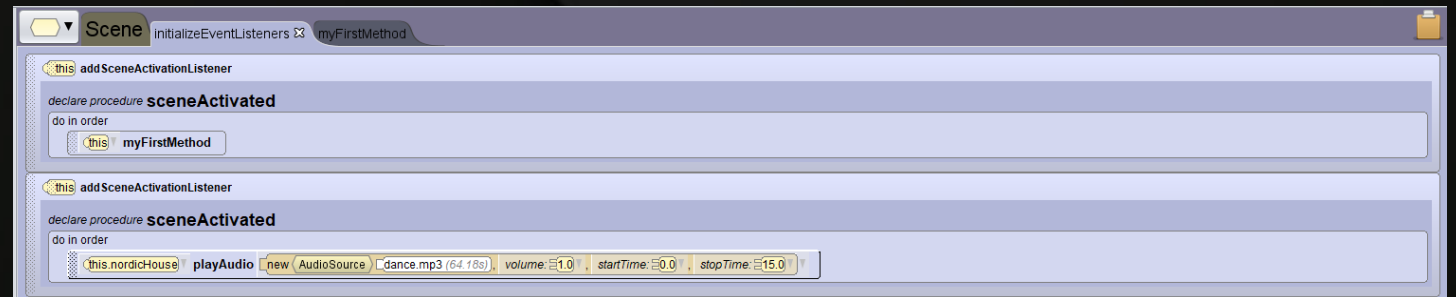 Scene initializeEventListeners myFirstMethod
this addSceneActivationListener
declare procedure sceneActivated
do in order
this myFirstMethod
this addSceneActivationListener
declare procedure sceneActivated
do in order
this.nordicHouse playAudio new AudioSource dance.mp3 (64.18s), volume: 1.0, startTime: 0.0, stopTime: 15.0